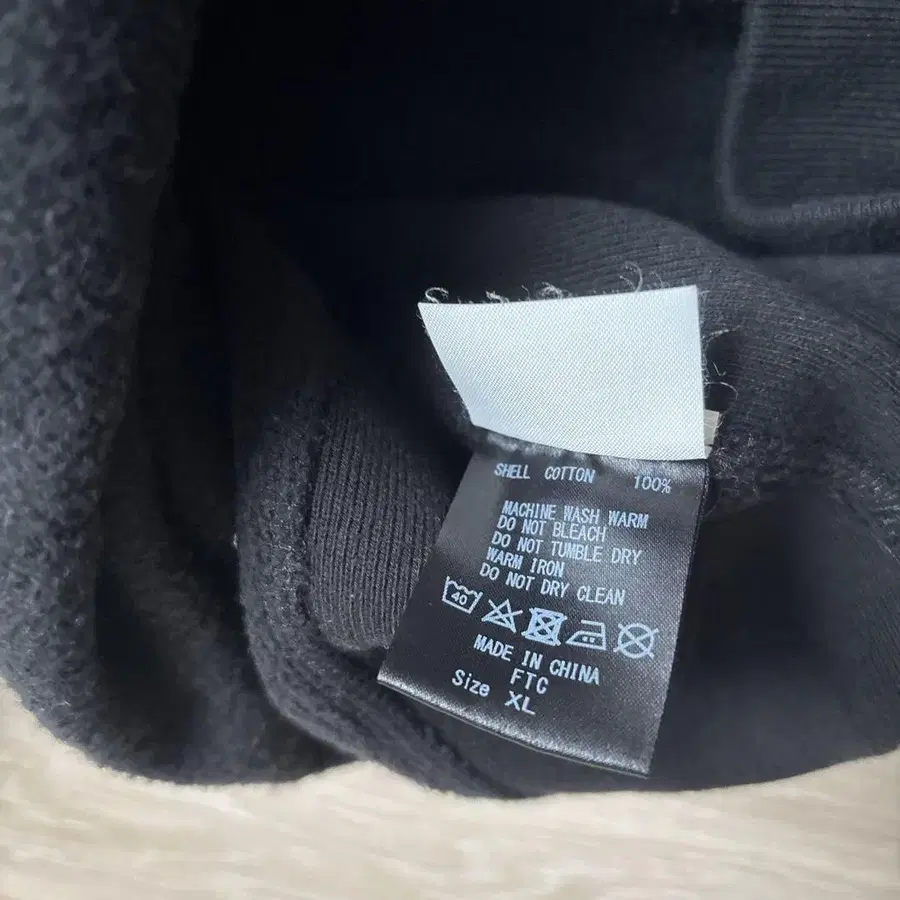 SHELL COTTON 100%
MACHINE WASH WARM
DO NOT BLEACH
DO NOT TUMBLE DRY
WARM IRON
DO NOT DRY CLEAN
40
MADE IN CHINA
FTC
Size XL